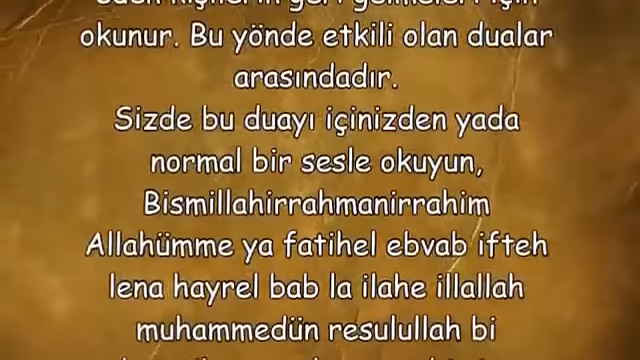 okunur. Bu yönde etkili olan dualar
arasındadır.
Sizde bu duayı içinizden yada
normal bir sesle okuyun,
Bismillahirrahmanirrahim
Allahümme ya fatihel ebvab ifteh
lena hayrel bab la ilahe illallah
muhammedün resulullah bi